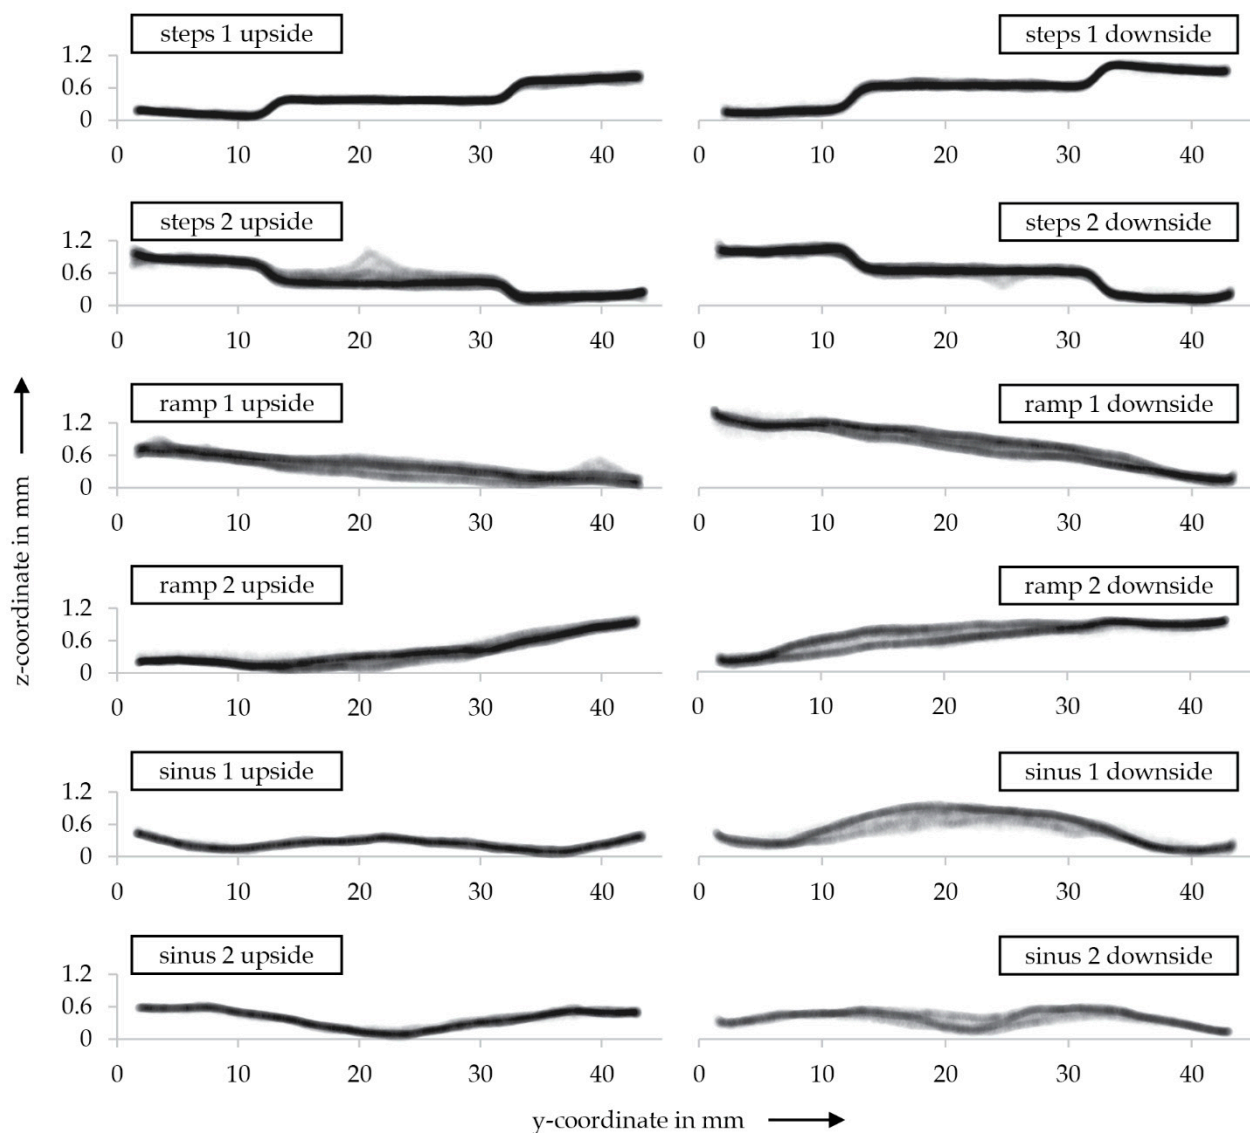 steps 1 upside
steps 1 downside
1.2
0.6
0
0 10 20 30 40
0 10 20 30 40
steps 2 upside
steps 2 downside
1.2
0.6
0
0 10 20 30 40
0 10 20 30 40
ramp 1 upside
ramp 1 downside
1.2
0.6
0
0 10 20 30 40
0 10 20 30 40
z-coordinate in mm
ramp 2 upside
ramp 2 downside
1.2
0.6
0
0 10 20 30 40
0 10 20 30 40
sinus 1 upside
sinus 1 downside
1.2
0.6
0
0 10 20 30 40
0 10 20 30 40
sinus 2 upside
sinus 2 downside
1.2
0.6
0
0 10 20 30 40
0 10 20 30 40
y-coordinate in mm